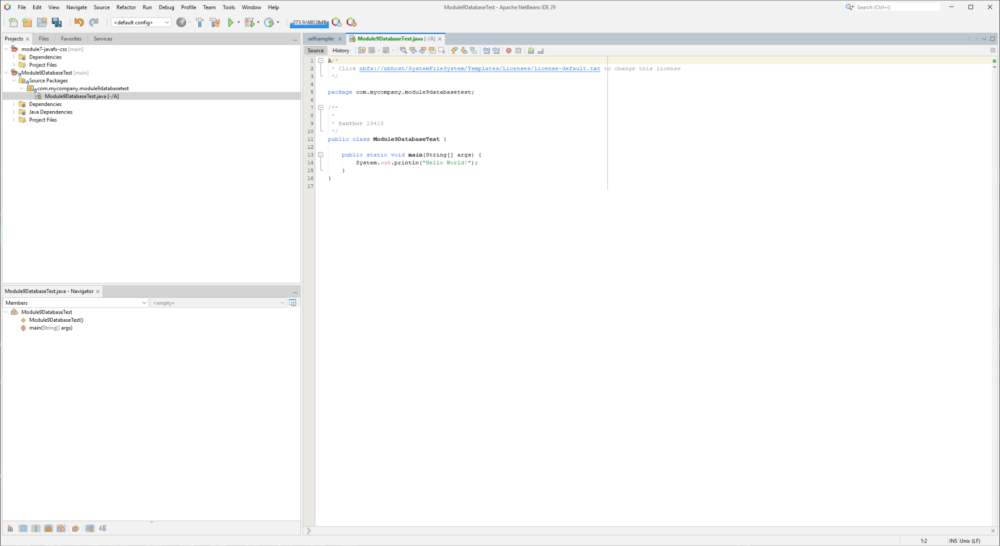 File Edit View Navigate Source Refactor Run Debug Profile Team Tools Window Help
Module9DatabaseTest - Apache NetBeans IDE 29
Search (Ctrl+I)
<default config>
273.9/480.0MB
Projects Files Favorites Services
module7-javafx-css [main]
Dependencies
Project Files
Module9DatabaseTest [main]
Source Packages
com.mycompany.module9databasetest
Module9DatabaseTest.java [-/A]
Dependencies
Java Dependencies
Project Files
Module9DatabaseTest.java - Navigator
Members <empty>
Module9DatabaseTest
Module9DatabaseTest()
main(String[] args)
selfsampler Module9DatabaseTest.java [-/A]
Source History
1 A/*
2 * Click nbfs://nbhost/SystemFileSystem/Templates/Licenses/license-default.txt to change this license
3 */
4
5 package com.mycompany.module9databasetest;
6
7 /**
8 *
9 * @author 19418
10 */
11 public class Module9DatabaseTest {
12
13 public static void main(String[] args) {
14 System.out.println("Hello World!");
15 }
16 }
17
1:2 INS Unix (LF)